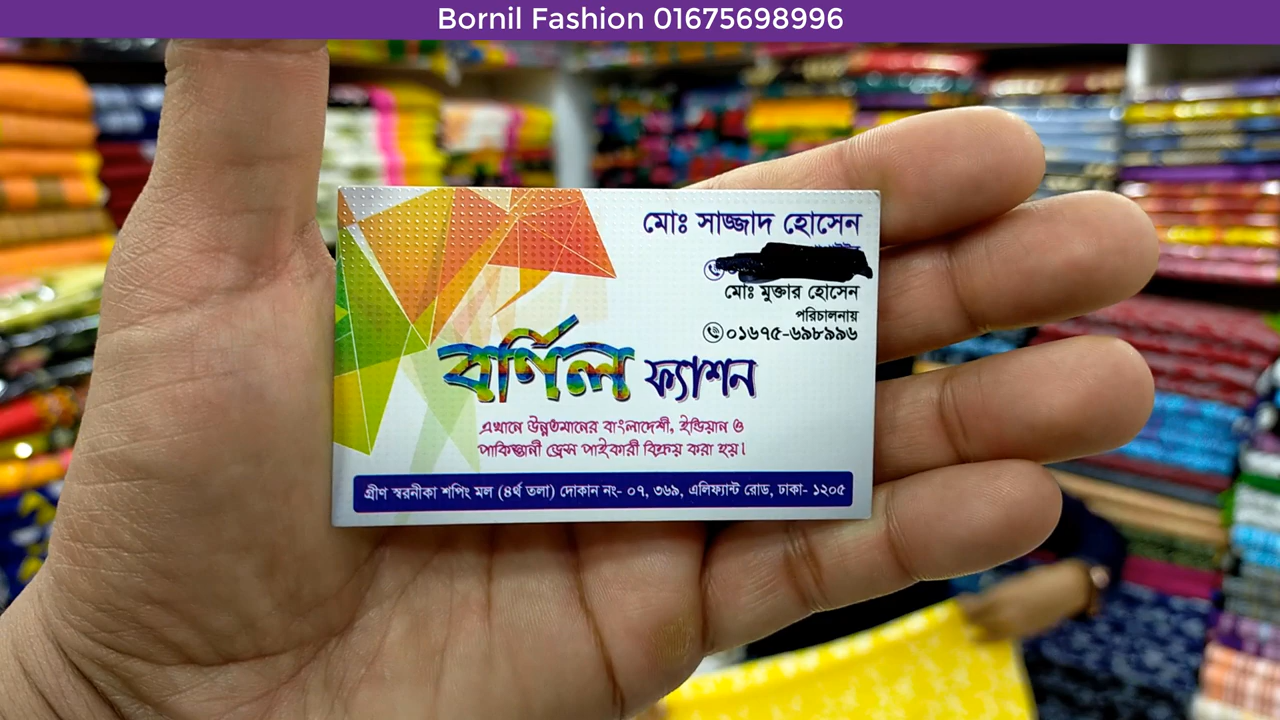 Bornil Fashion 01675698996
মোঃ সাজ্জাদ হোসেন
মোঃ মুক্তার হোসেন
পরিচালনায়
০১৬৭৫-৬৯৮৯৯৬
বর্ণিল ফ্যাশন
এখানে উন্নতমানের বাংলাদেশী, ইন্ডিয়ান ও
পাকিস্তানী ড্রেস পাইকারী বিক্রয় করা হয়।
গ্রীণ স্বরনীকা শপিং মল (৪র্থ তলা) দোকান নং- ০৭, ৩৬৯, এলিফ্যান্ট রোড, ঢাকা- ১২০৫